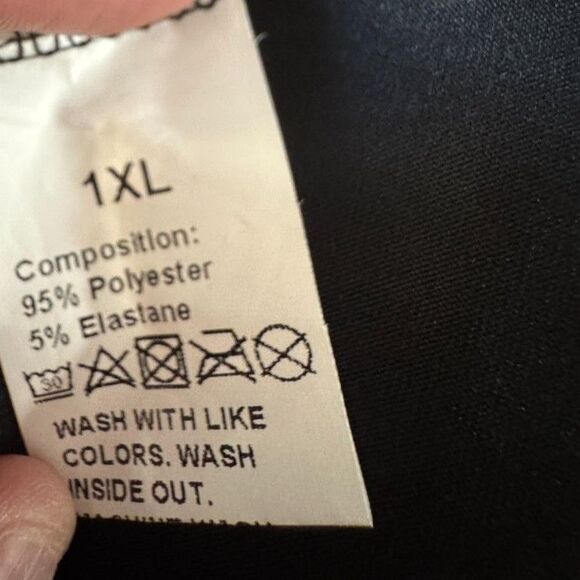 1XL
Composition:
95% Polyester
5% Elastane
30
WASH WITH LIKE
COLORS. WASH
INSIDE OUT.